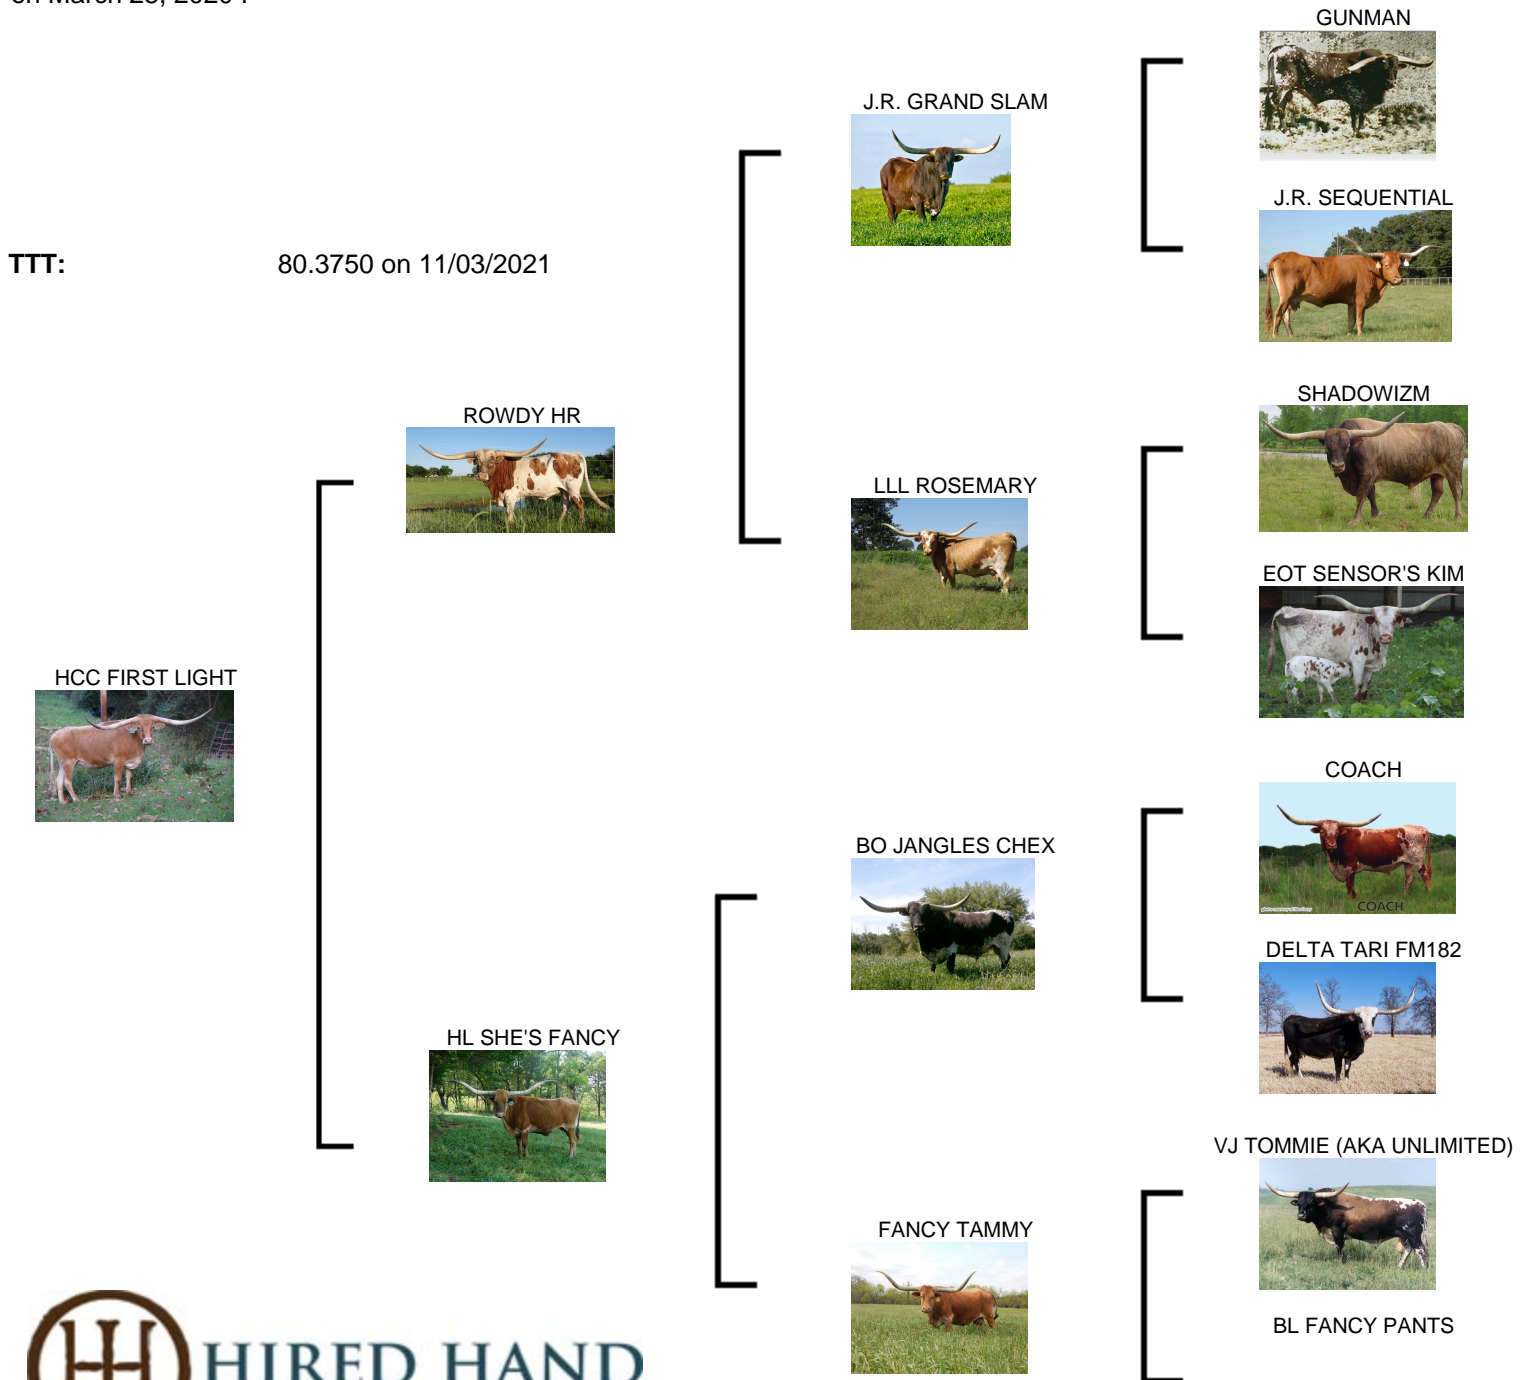 GUNMAN
J.R. GRAND SLAM
J.R. SEQUENTIAL
TTT: 80.3750 on 11/03/2021
SHADOWIZM
ROWDY HR
LLL ROSEMARY
EOT SENSOR'S KIM
HCC FIRST LIGHT
COACH
BO JANGLES CHEX
COACH
DELTA TARI FM182
HL SHE'S FANCY
VJ TOMMIE (AKA UNLIMITED)
FANCY TAMMY
BL FANCY PANTS
HIRED HAND